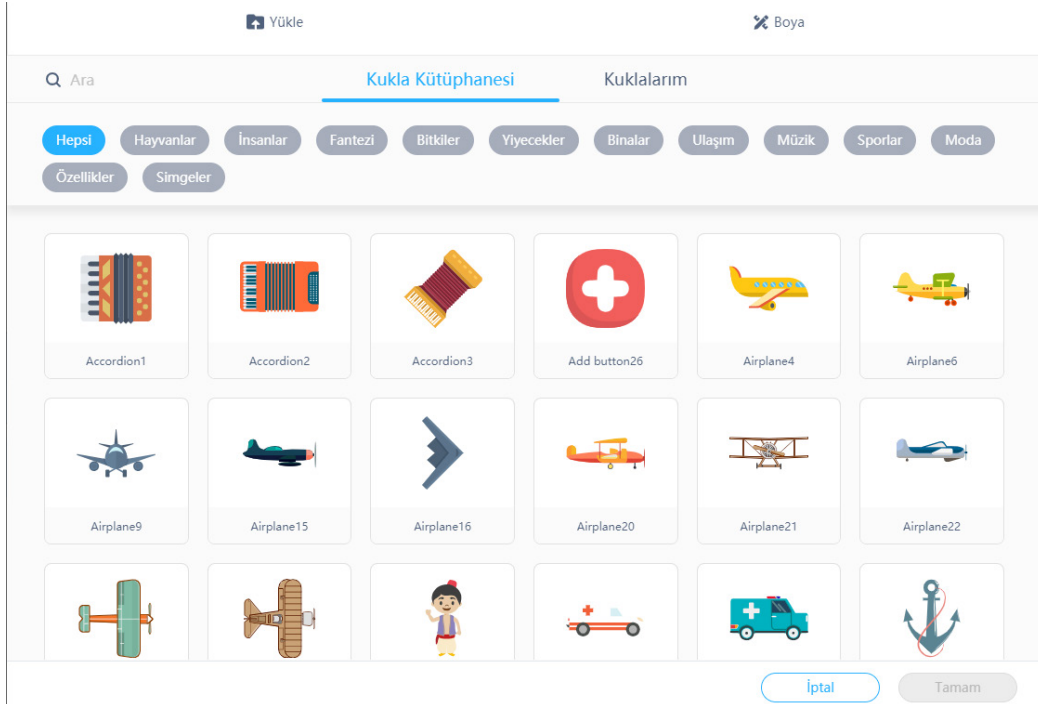 Yükle Boya
Ara Kukla Kütüphanesi Kuklalarım
Hepsi Hayvanlar İnsanlar Fantezi Bitkiler Yiyecekler Binalar Ulaşım Müzik Sporlar Moda
Özellikler Simgeler
Accordion1 Accordion2 Accordion3 Add button26 Airplane4 Airplane6
Airplane9 Airplane15 Airplane16 Airplane20 Airplane21 Airplane22
İptal Tamam